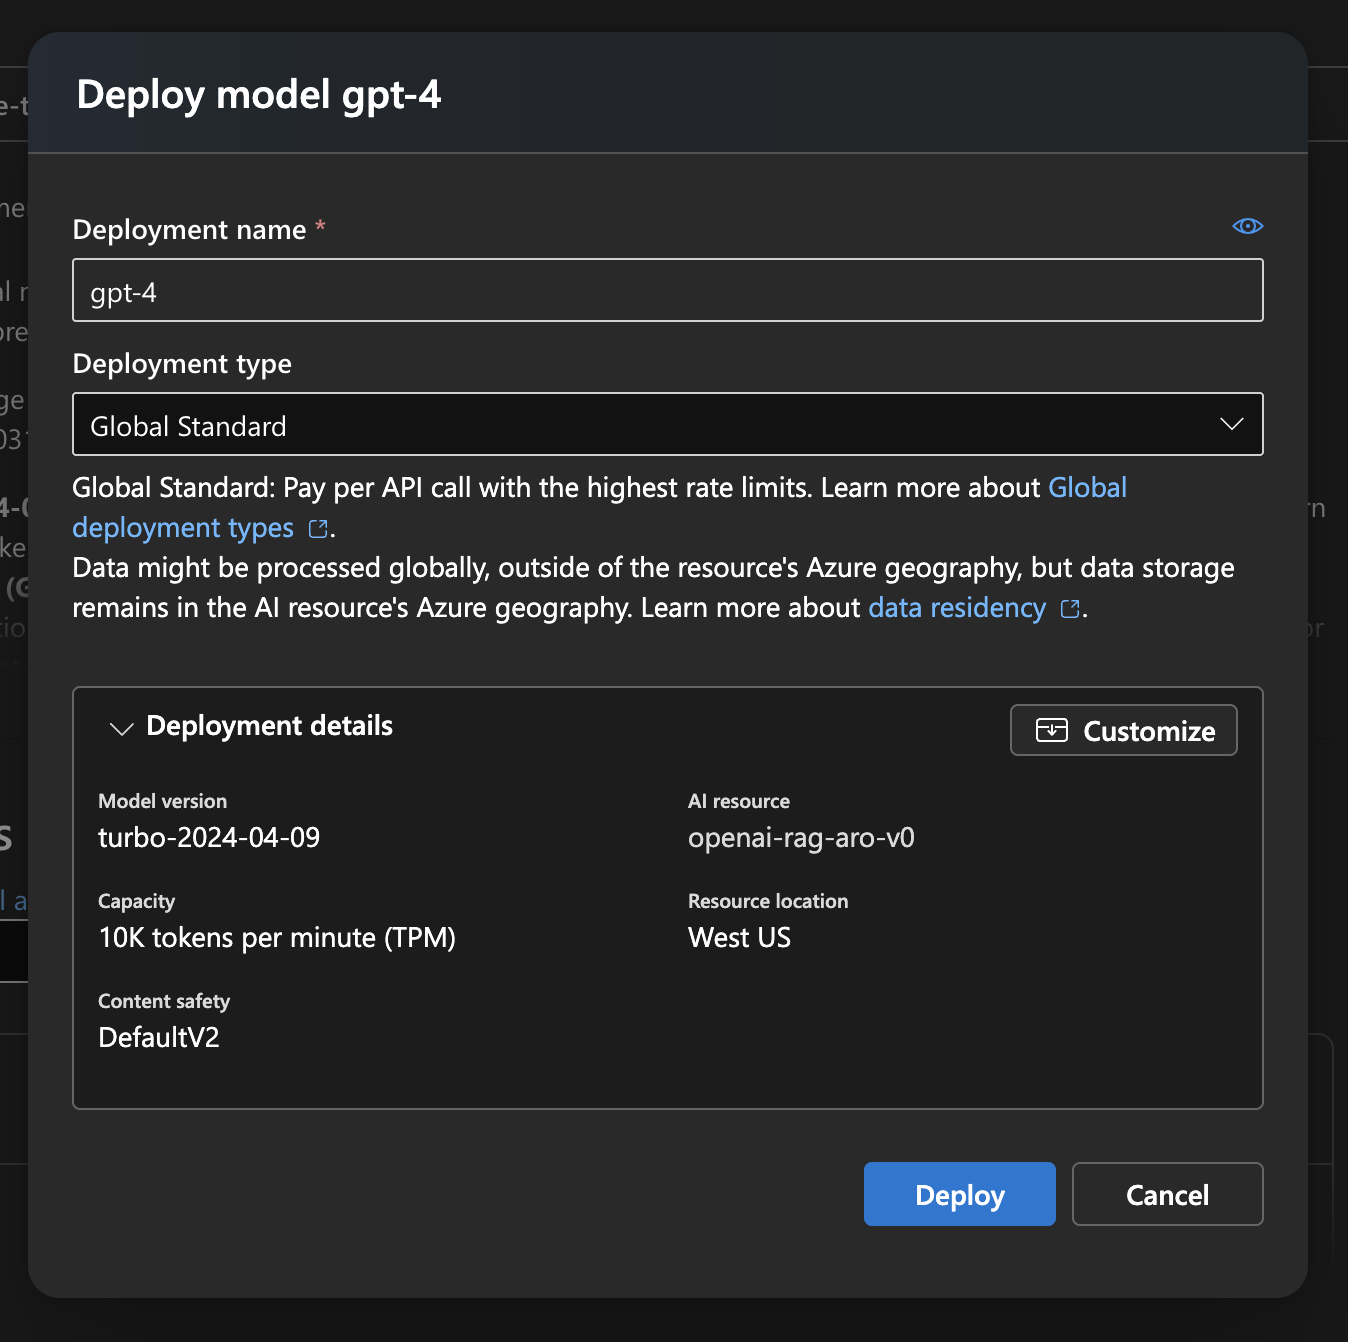 Deploy model gpt-4
Deployment name *
gpt-4
Deployment type
Global Standard
Global Standard: Pay per API call with the highest rate limits. Learn more about Global
deployment types .
Data might be processed globally, outside of the resource's Azure geography, but data storage
remains in the AI resource's Azure geography. Learn more about data residency .
Deployment details
Customize
Model version
turbo-2024-04-09
AI resource
openai-rag-aro-v0
Capacity
10K tokens per minute (TPM)
Resource location
West US
Content safety
DefaultV2
Deploy
Cancel